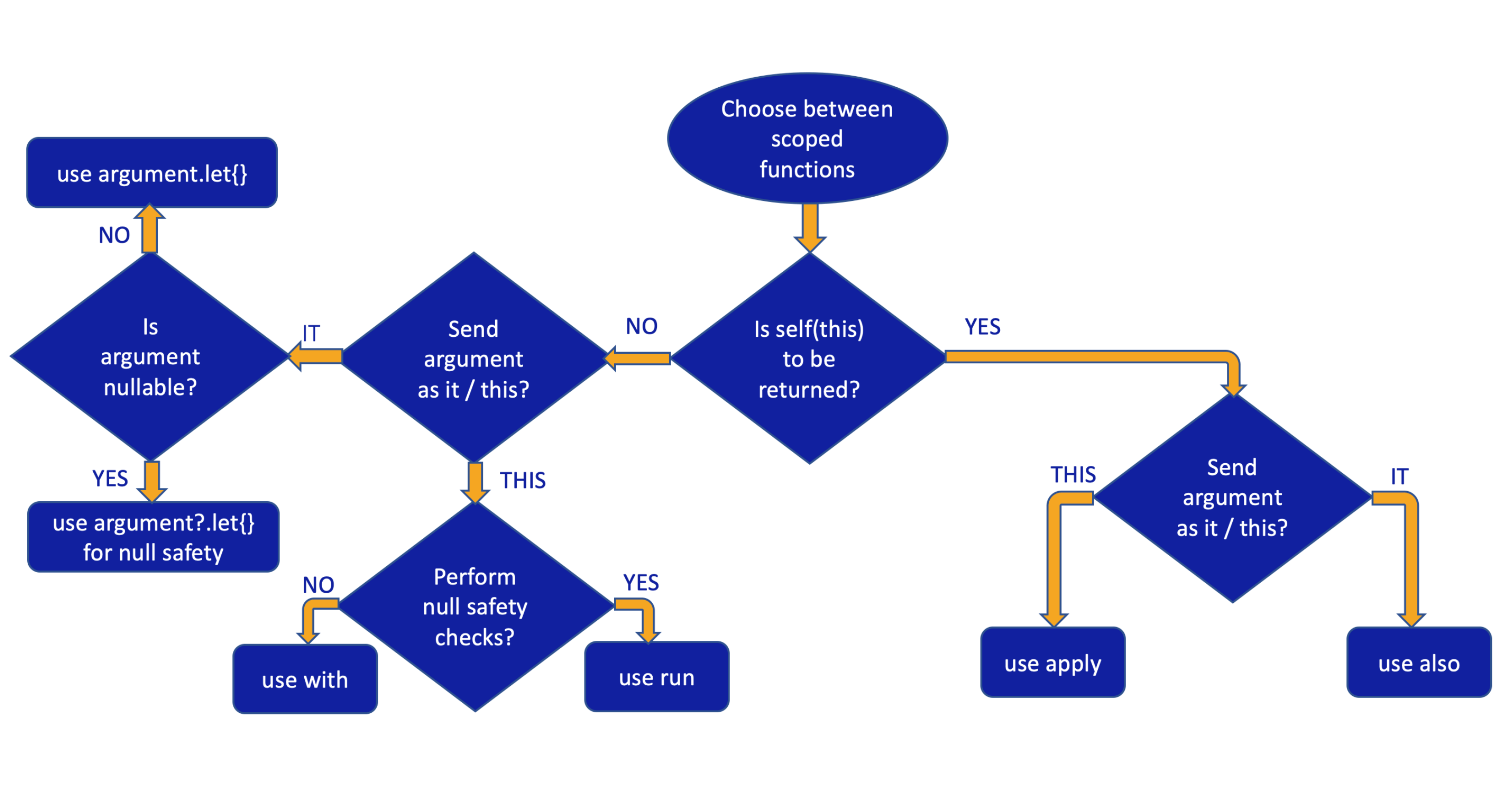 Choose between
scoped
functions
use argument.let{}
NO
Is
argument
nullable?
IT
Send
argument
as it / this?
NO
Is self(this)
to be
returned?
YES
YES
use argument?.let{}
for null safety
THIS
Perform
null safety
checks?
NO
use with
YES
use run
Send
argument
as it / this?
THIS
use apply
IT
use also